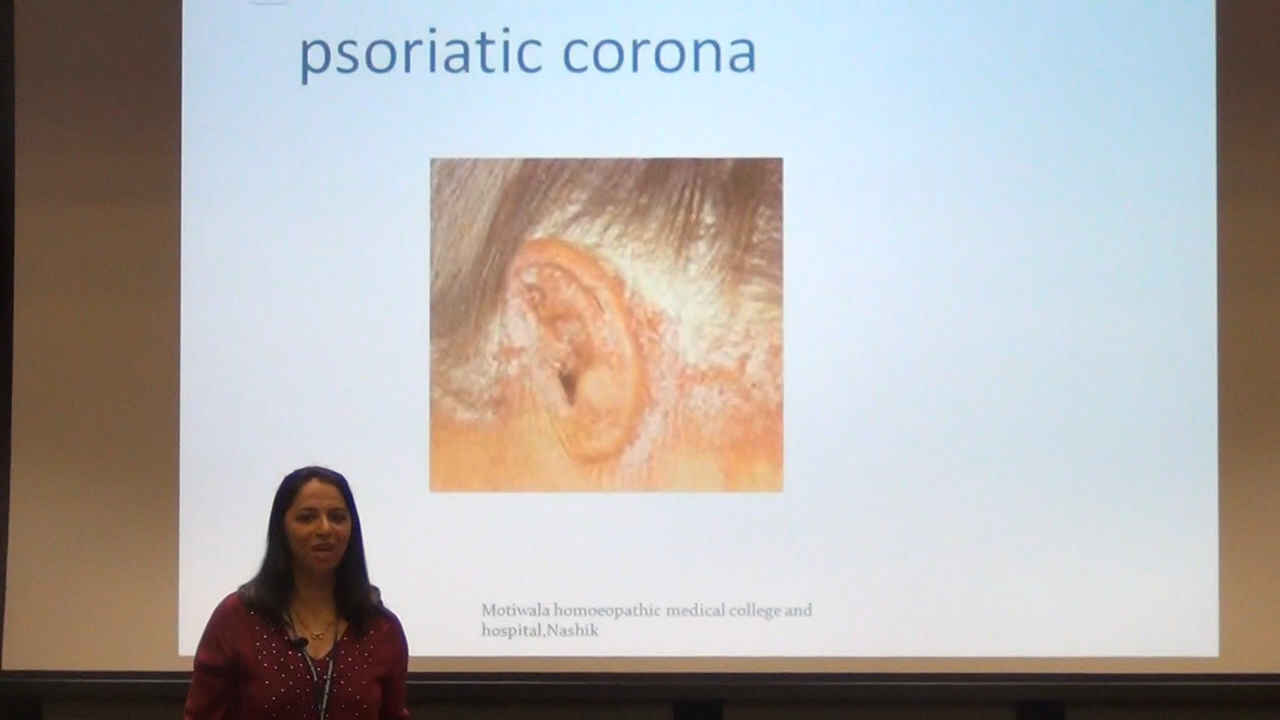 psoriatic corona
Motiwala homoeopathic medical college and
hospital,Nashik